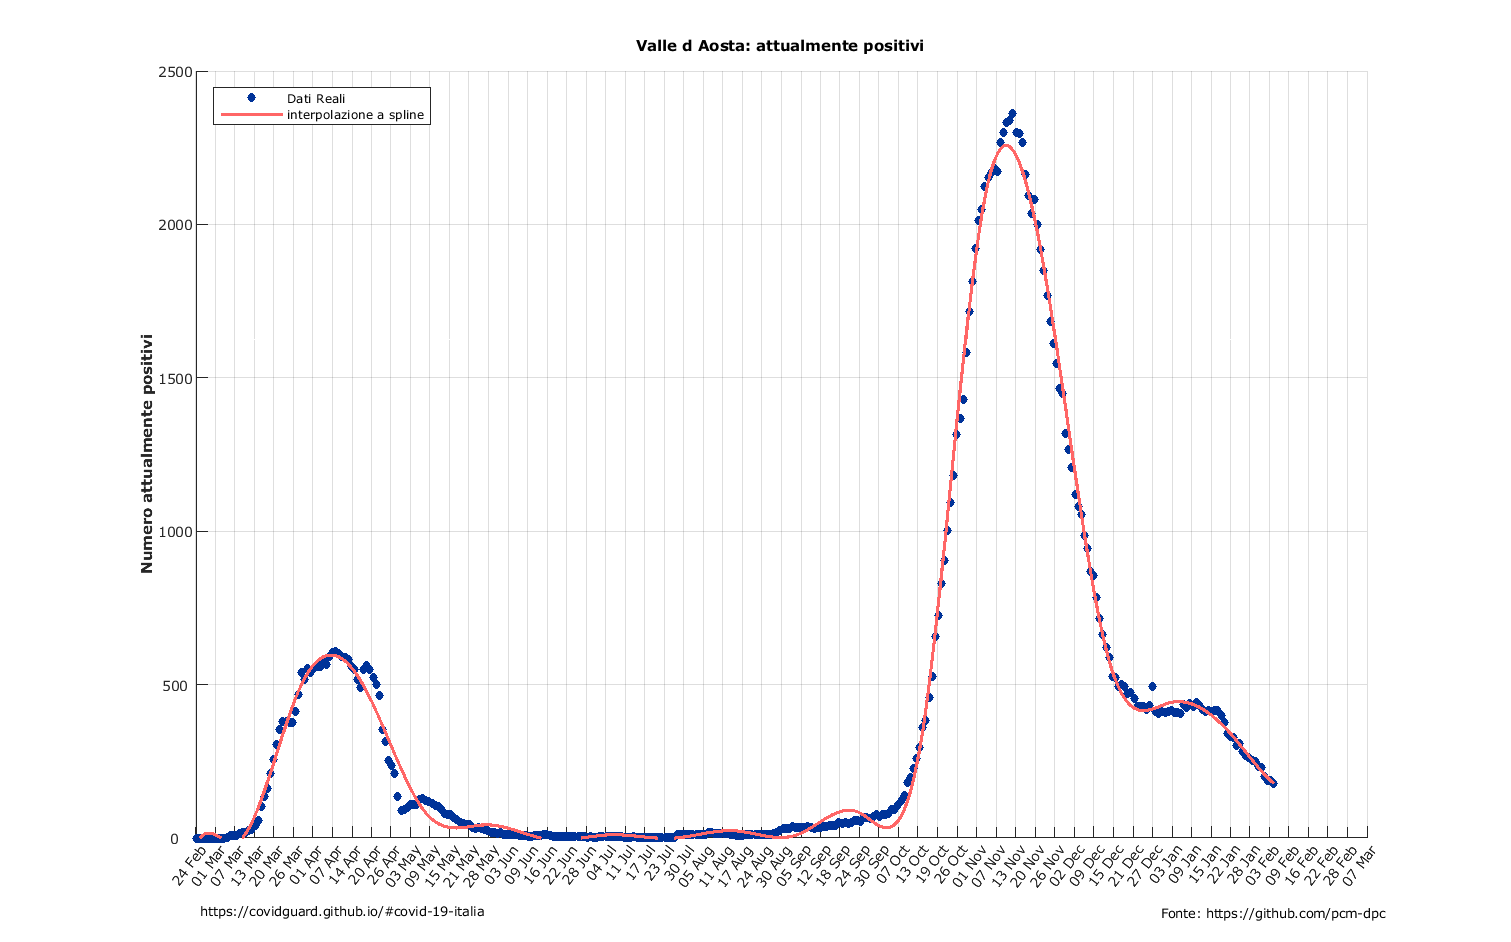 Valle d Aosta: attualmente positivi
Numero attualmente positivi
2500
2000
1500
1000
500
0
Dati Reali
interpolazione a spline
24 Feb
01 Mar
07 Mar
13 Mar
20 Mar
26 Mar
01 Apr
07 Apr
14 Apr
20 Apr
26 Apr
03 May
09 May
15 May
21 May
28 May
03 Jun
09 Jun
16 Jun
22 Jun
28 Jun
04 Jul
11 Jul
17 Jul
23 Jul
30 Jul
05 Aug
11 Aug
17 Aug
24 Aug
30 Aug
05 Sep
12 Sep
18 Sep
24 Sep
30 Sep
07 Oct
13 Oct
19 Oct
26 Oct
01 Nov
07 Nov
13 Nov
20 Nov
26 Nov
02 Dec
09 Dec
15 Dec
21 Dec
27 Dec
03 Jan
09 Jan
15 Jan
22 Jan
28 Jan
03 Feb
09 Feb
16 Feb
22 Feb
28 Feb
07 Mar
https://covidguard.github.io/#covid-19-italia
Fonte: https://github.com/pcm-dpc